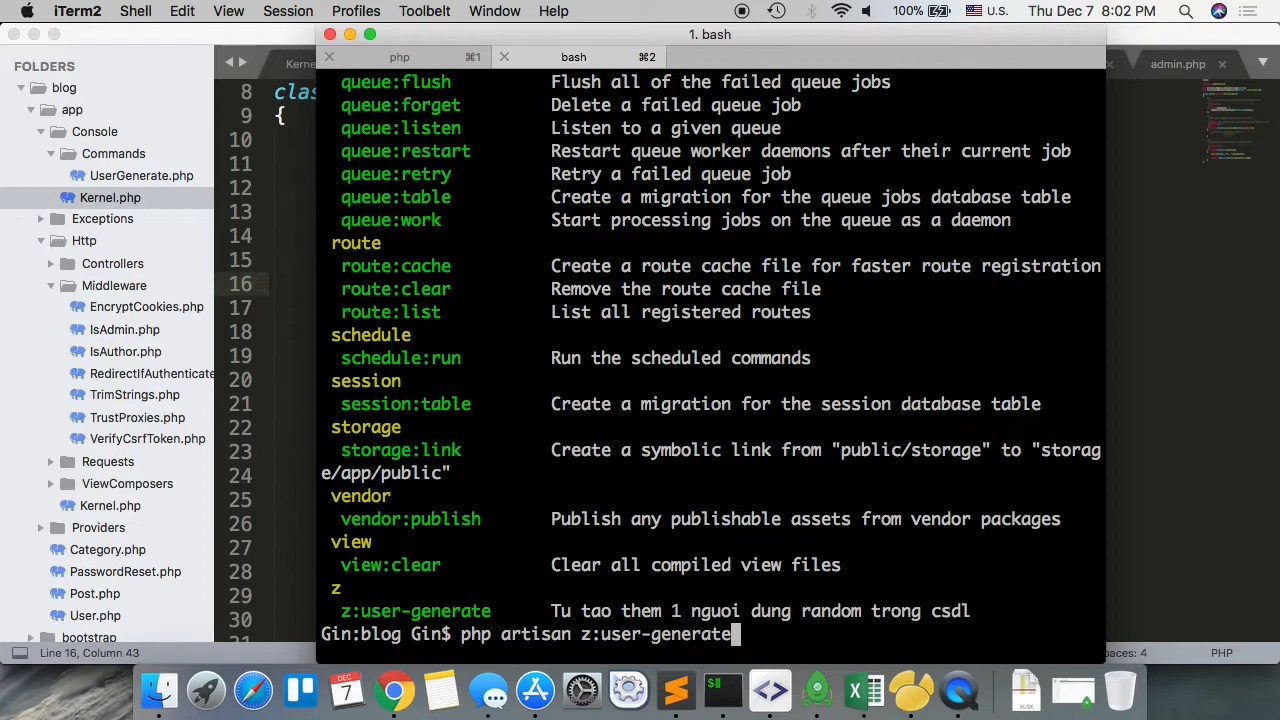 iTerm2 Shell Edit View Session Profiles Toolbelt Window Help 100% U.S. Thu Dec 7 8:02 PM
1. bash
php ⌘1 bash ⌘2
Kerne admin.php
FOLDERS
blog
app
Console
Commands
UserGenerate.php
Kernel.php
Exceptions
Http
Controllers
Middleware
EncryptCookies.php
IsAdmin.php
IsAuthor.php
RedirectIfAuthenticate
TrimStrings.php
TrustProxies.php
VerifyCsrfToken.php
Requests
ViewComposers
Kernel.php
Providers
Category.php
PasswordReset.php
Post.php
User.php
bootstrap
8 clas
9 {
10
11
12
13
14
15
16
17
18
19
20
21
22
23
24
25
26
27
28
29
30
31
queue:flush Flush all of the failed queue jobs
queue:forget Delete a failed queue job
queue:listen Listen to a given queue
queue:restart Restart queue worker daemons after their current job
queue:retry Retry a failed queue job
queue:table Create a migration for the queue jobs database table
queue:work Start processing jobs on the queue as a daemon
route
route:cache Create a route cache file for faster route registration
route:clear Remove the route cache file
route:list List all registered routes
schedule
schedule:run Run the scheduled commands
session
session:table Create a migration for the session database table
storage
storage:link Create a symbolic link from "public/storage" to "storag
e/app/public"
vendor
vendor:publish Publish any publishable assets from vendor packages
view
view:clear Clear all compiled view files
z
z:user-generate Tu tao them 1 nguoi dung random trong csdl
Gin:blog Gin$ php artisan z:user-generate
Line 16, Column 43 paces: 4 PHP
DEC
7
$
XLSX